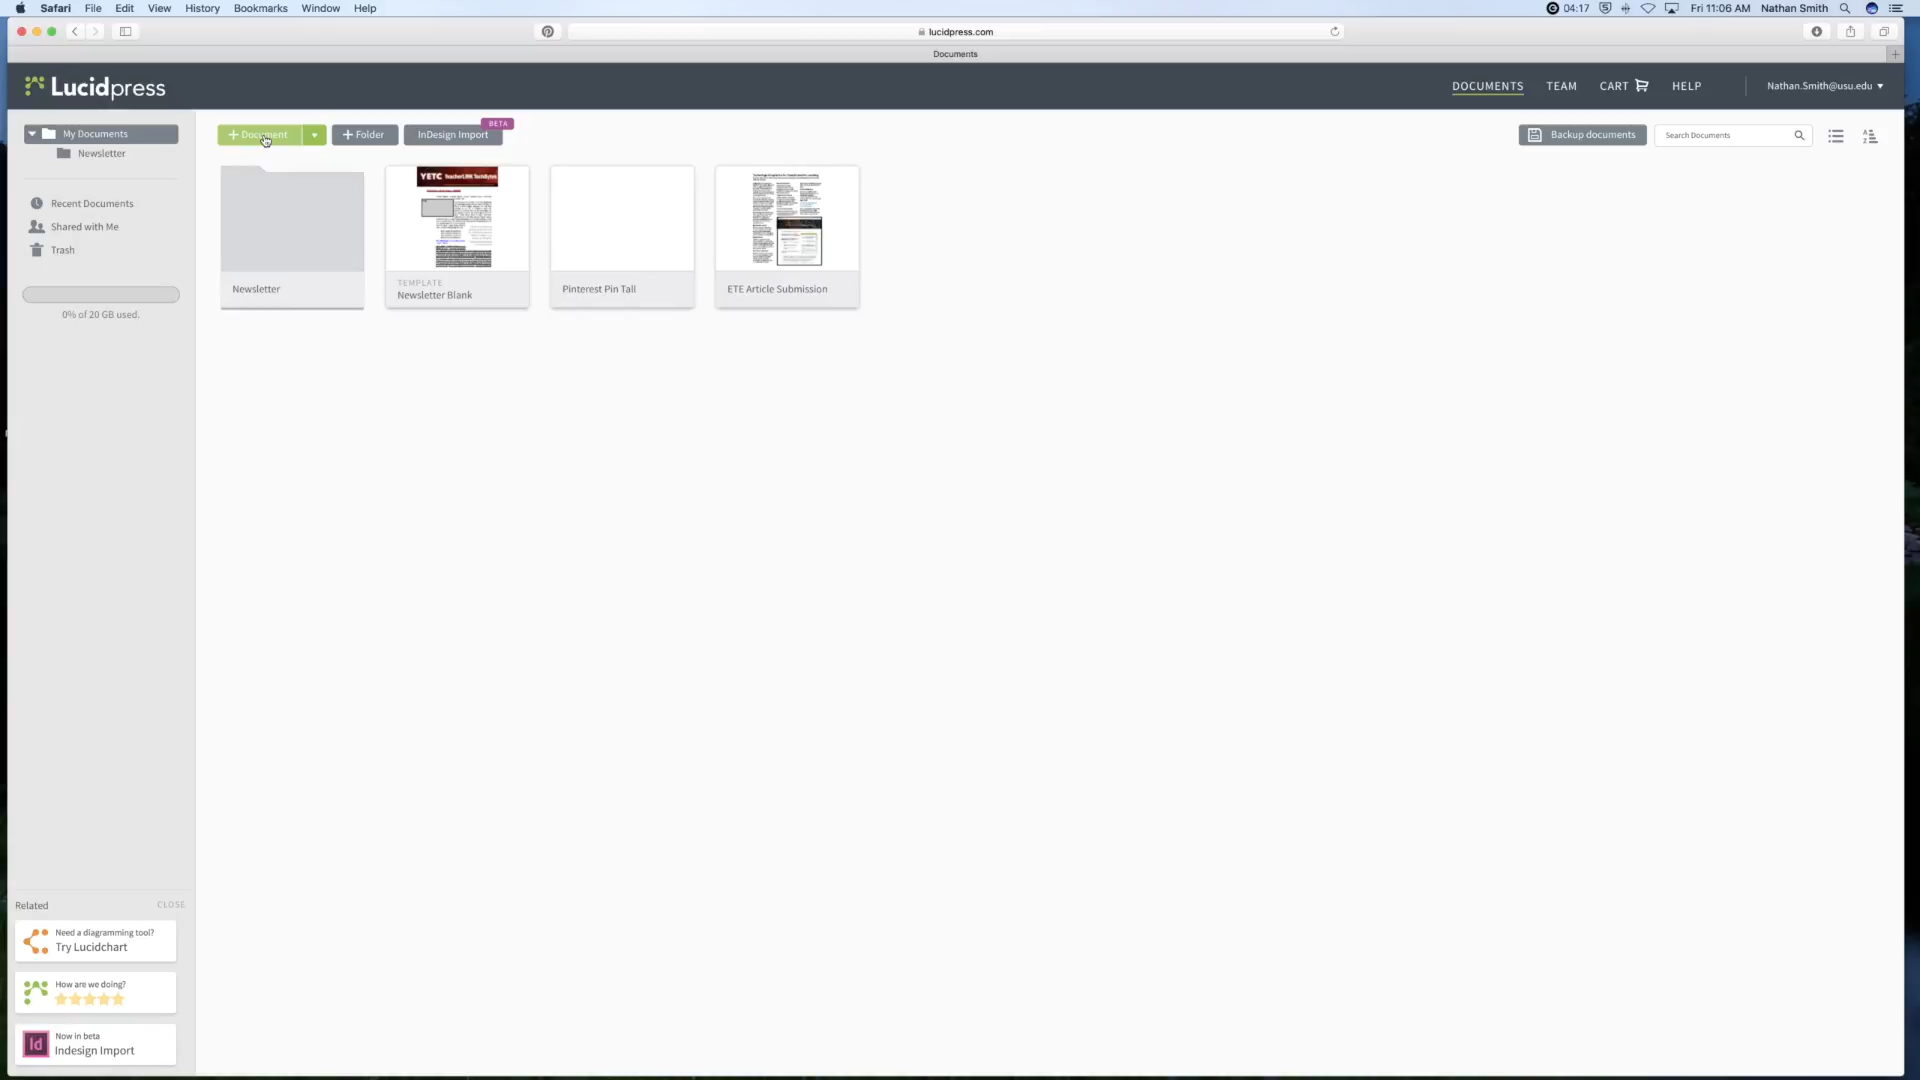 Safari File Edit View History Bookmarks Window Help
04:17 Fri 11:06 AM Nathan Smith
lucidpress.com
Documents
Lucidpress
DOCUMENTS TEAM CART HELP Nathan.Smith@usu.edu
My Documents
Newsletter
Recent Documents
Shared with Me
Trash
0% of 20 GB used.
+ Document + Folder InDesign Import BETA
Backup documents Search Documents
YETC TeacherLINK TechBytes
Newsletter
TEMPLATE
Newsletter Blank
Pinterest Pin Tall
ETE Article Submission
Related CLOSE
Need a diagramming tool?
Try Lucidchart
How are we doing?
Id
Now in beta
Indesign Import